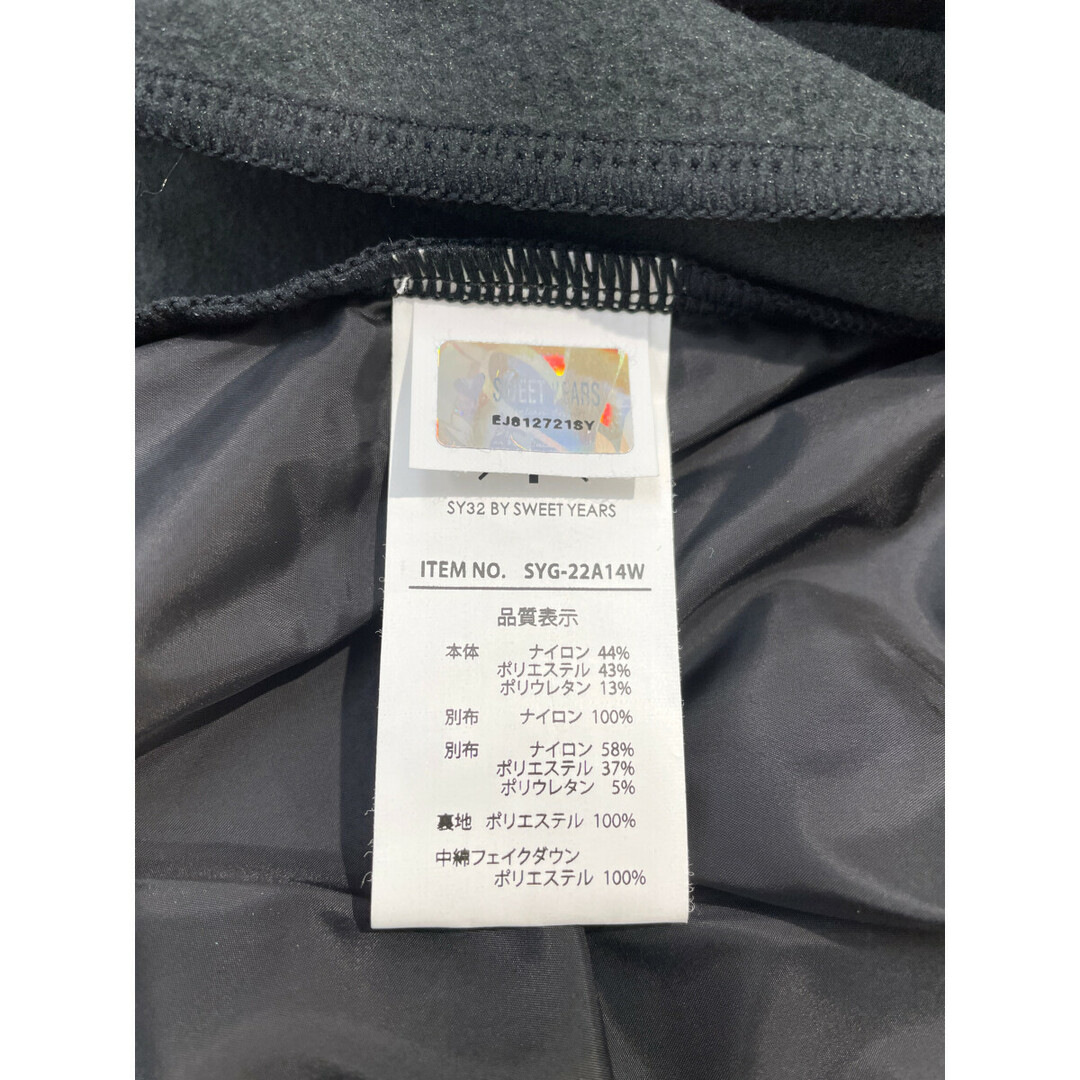 SWEET YEARS
EJ612721SY
SY32 BY SWEET YEARS
ITEM NO. SYG-22A14W
品質表示
本体 ナイロン 44%
ポリエステル 43%
ポリウレタン 13%
別布 ナイロン 100%
別布 ナイロン 58%
ポリエステル 37%
ポリウレタン 5%
裏地 ポリエステル 100%
中綿フェイクダウン
ポリエステル 100%